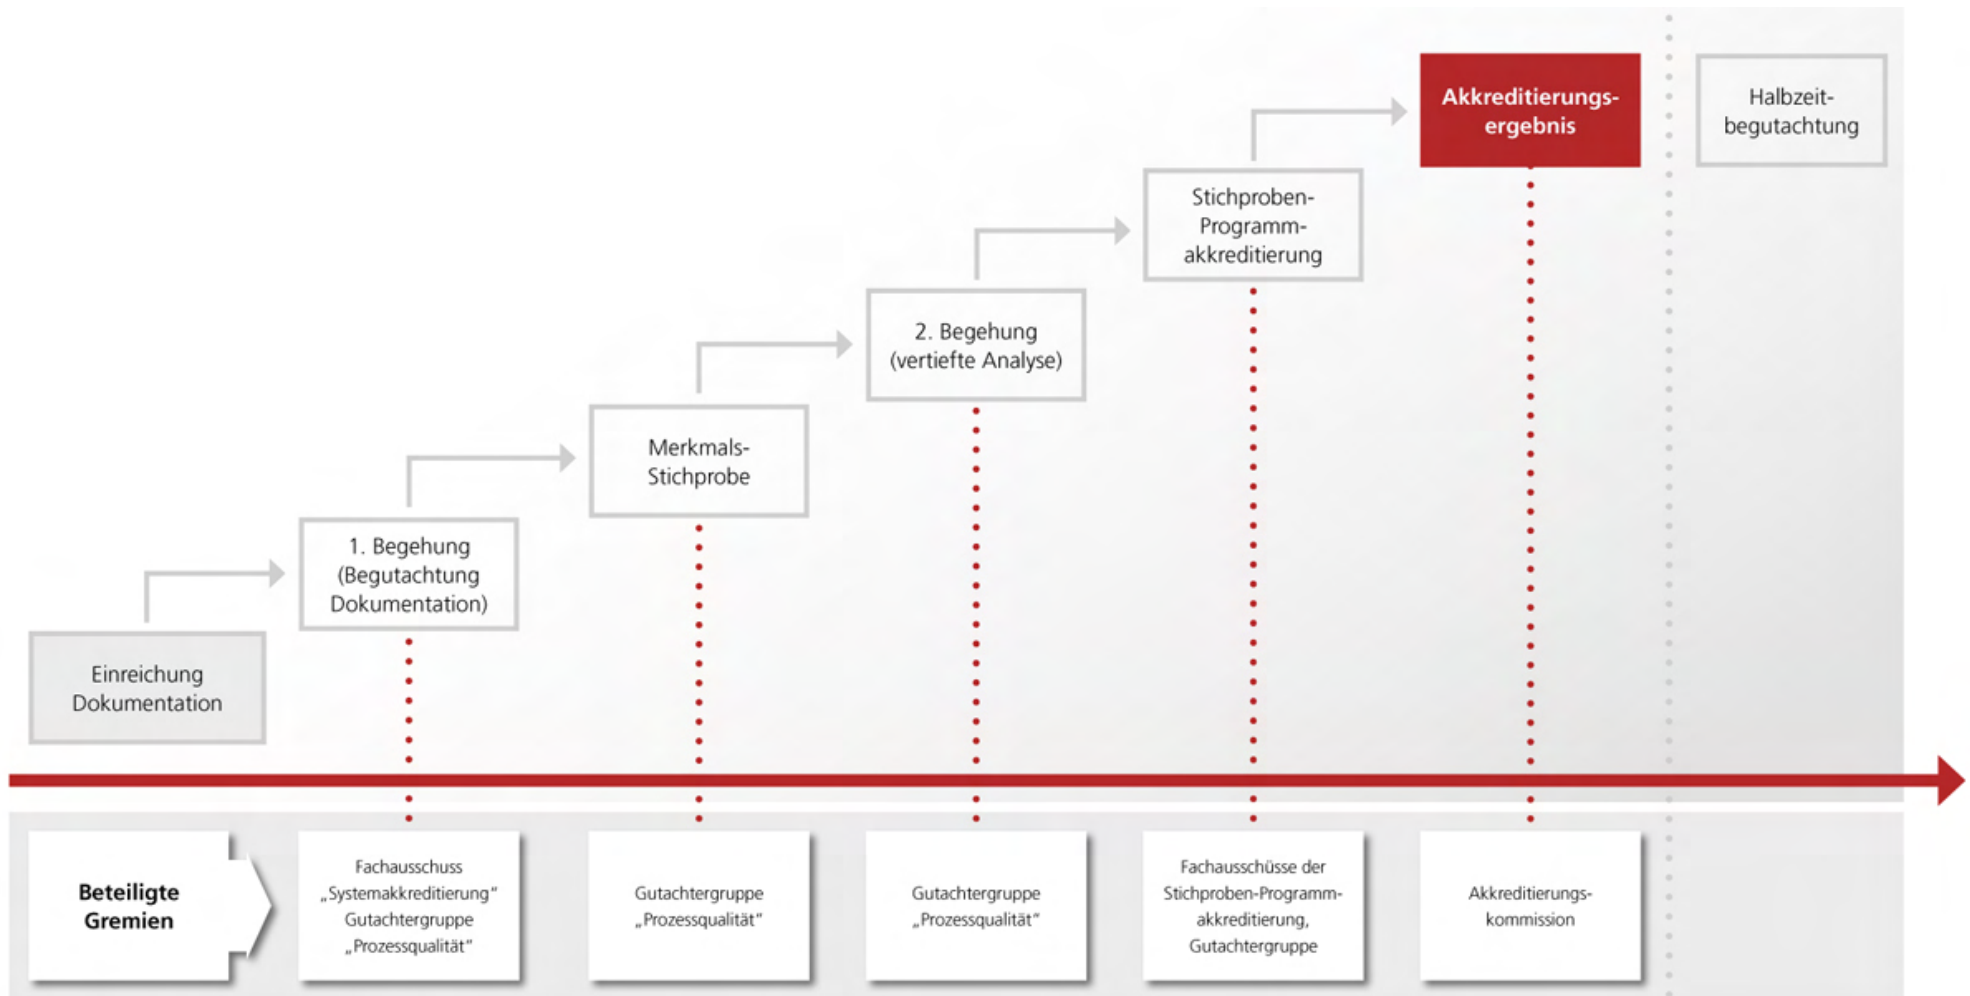 Akkreditierungs-
ergebnis
Halbzeit-
begutachtung
Stichproben-
Programm-
akkreditierung
2. Begehung
(vertiefte Analyse)
Merkmals-
Stichprobe
1. Begehung
(Begutachtung
Dokumentation)
Einreichung
Dokumentation
Beteiligte
Gremien
Fachausschuss
„Systemakkreditierung“
Gutachtergruppe
„Prozessqualität“
Gutachtergruppe
„Prozessqualität“
Gutachtergruppe
„Prozessqualität“
Fachausschüsse der
Stichproben-Programm-
akkreditierung,
Gutachtergruppe
Akkreditierungs-
kommission